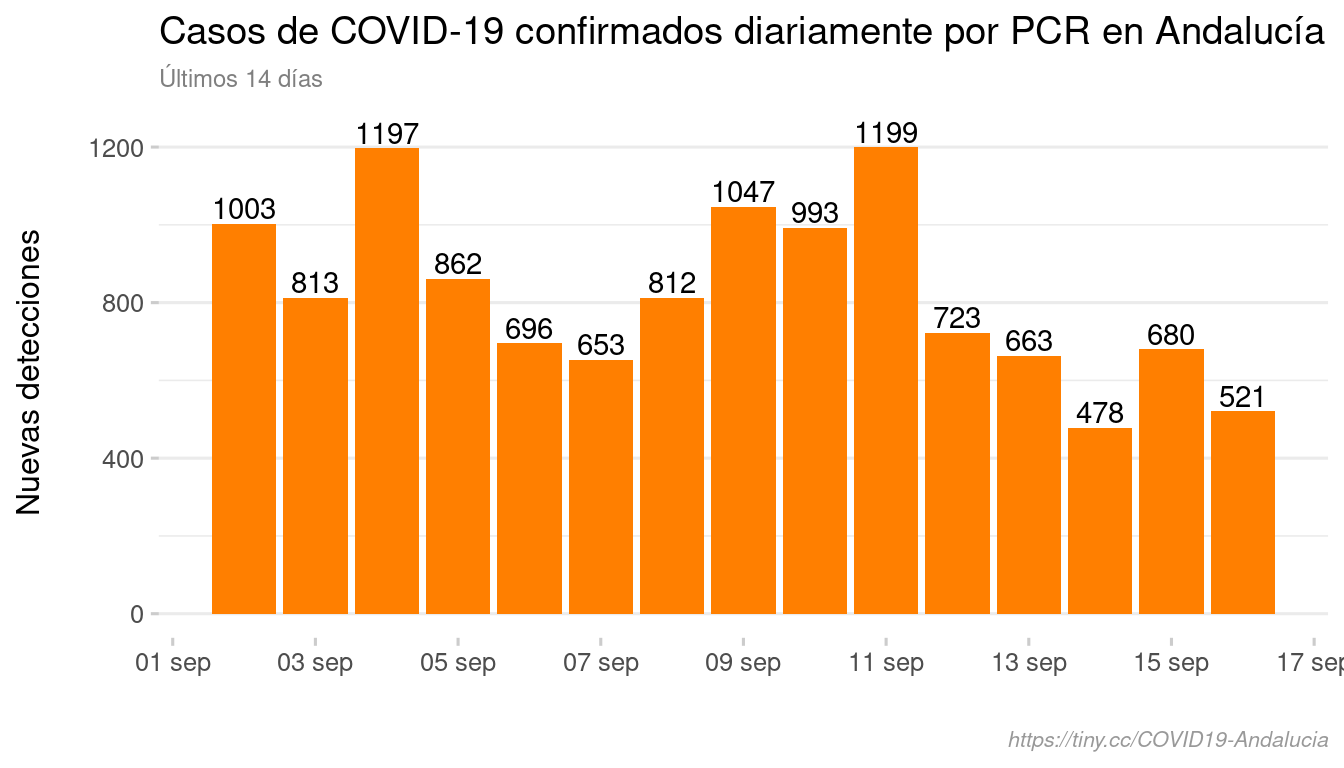 Casos de COVID-19 confirmados diariamente por PCR en Andalucía
Últimos 14 días
Nuevas detecciones
1200
800
400
0
1003
813
1197
862
696
653
812
1047
993
1199
723
663
478
680
521
01 sep
03 sep
05 sep
07 sep
09 sep
11 sep
13 sep
15 sep
17 sep
https://tiny.cc/COVID19-Andalucia